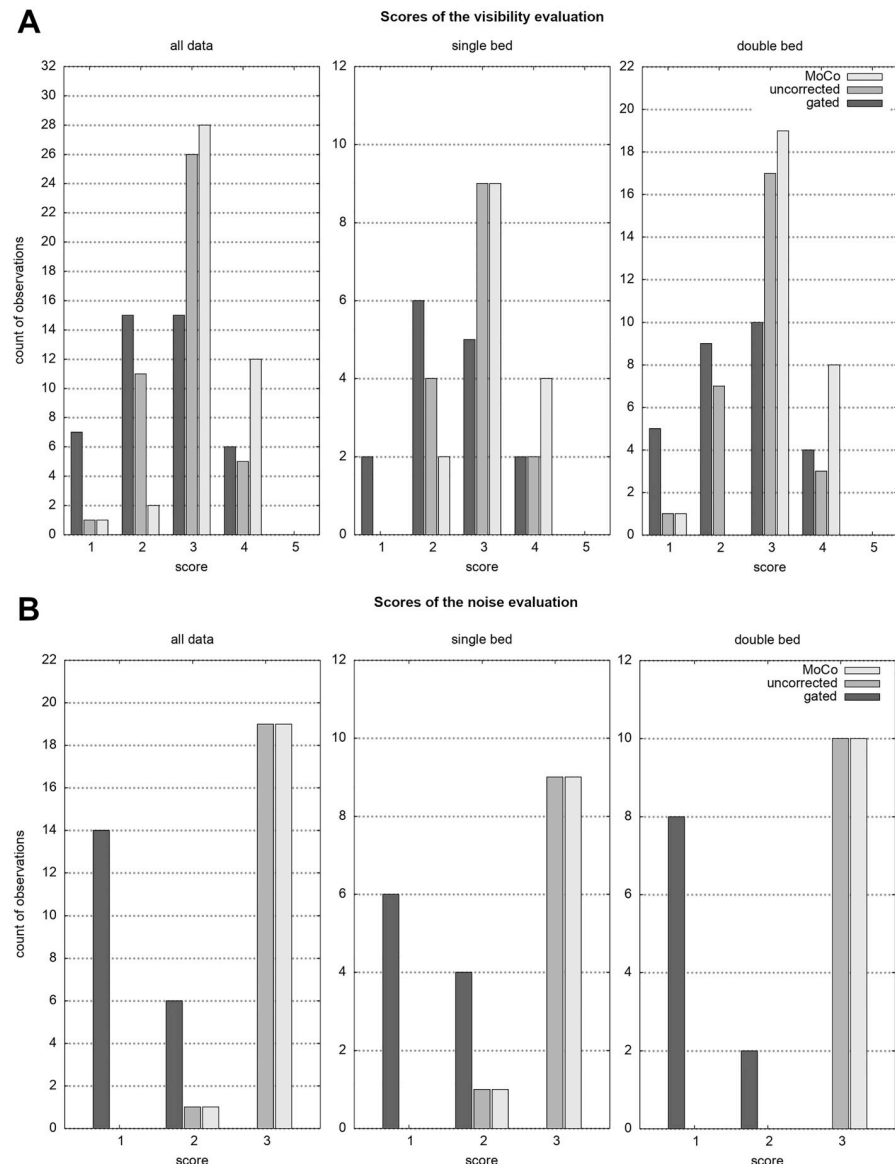 A
Scores of the visibility evaluation
all data
single bed
double bed
32
30
28
26
24
22
20
18
16
14
12
10
8
6
4
2
0
count of observations
1 2 3 4 5
score
12
10
8
6
4
2
0
1 2 3 4 5
score
22
20
18
16
14
12
10
8
6
4
2
0
MoCo
uncorrected
gated
1 2 3 4 5
score
B
Scores of the noise evaluation
all data
single bed
double bed
22
20
18
16
14
12
10
8
6
4
2
0
count of observations
1 2 3
score
12
10
8
6
4
2
0
1 2 3
score
12
10
8
6
4
2
0
MoCo
uncorrected
gated
1 2 3
score